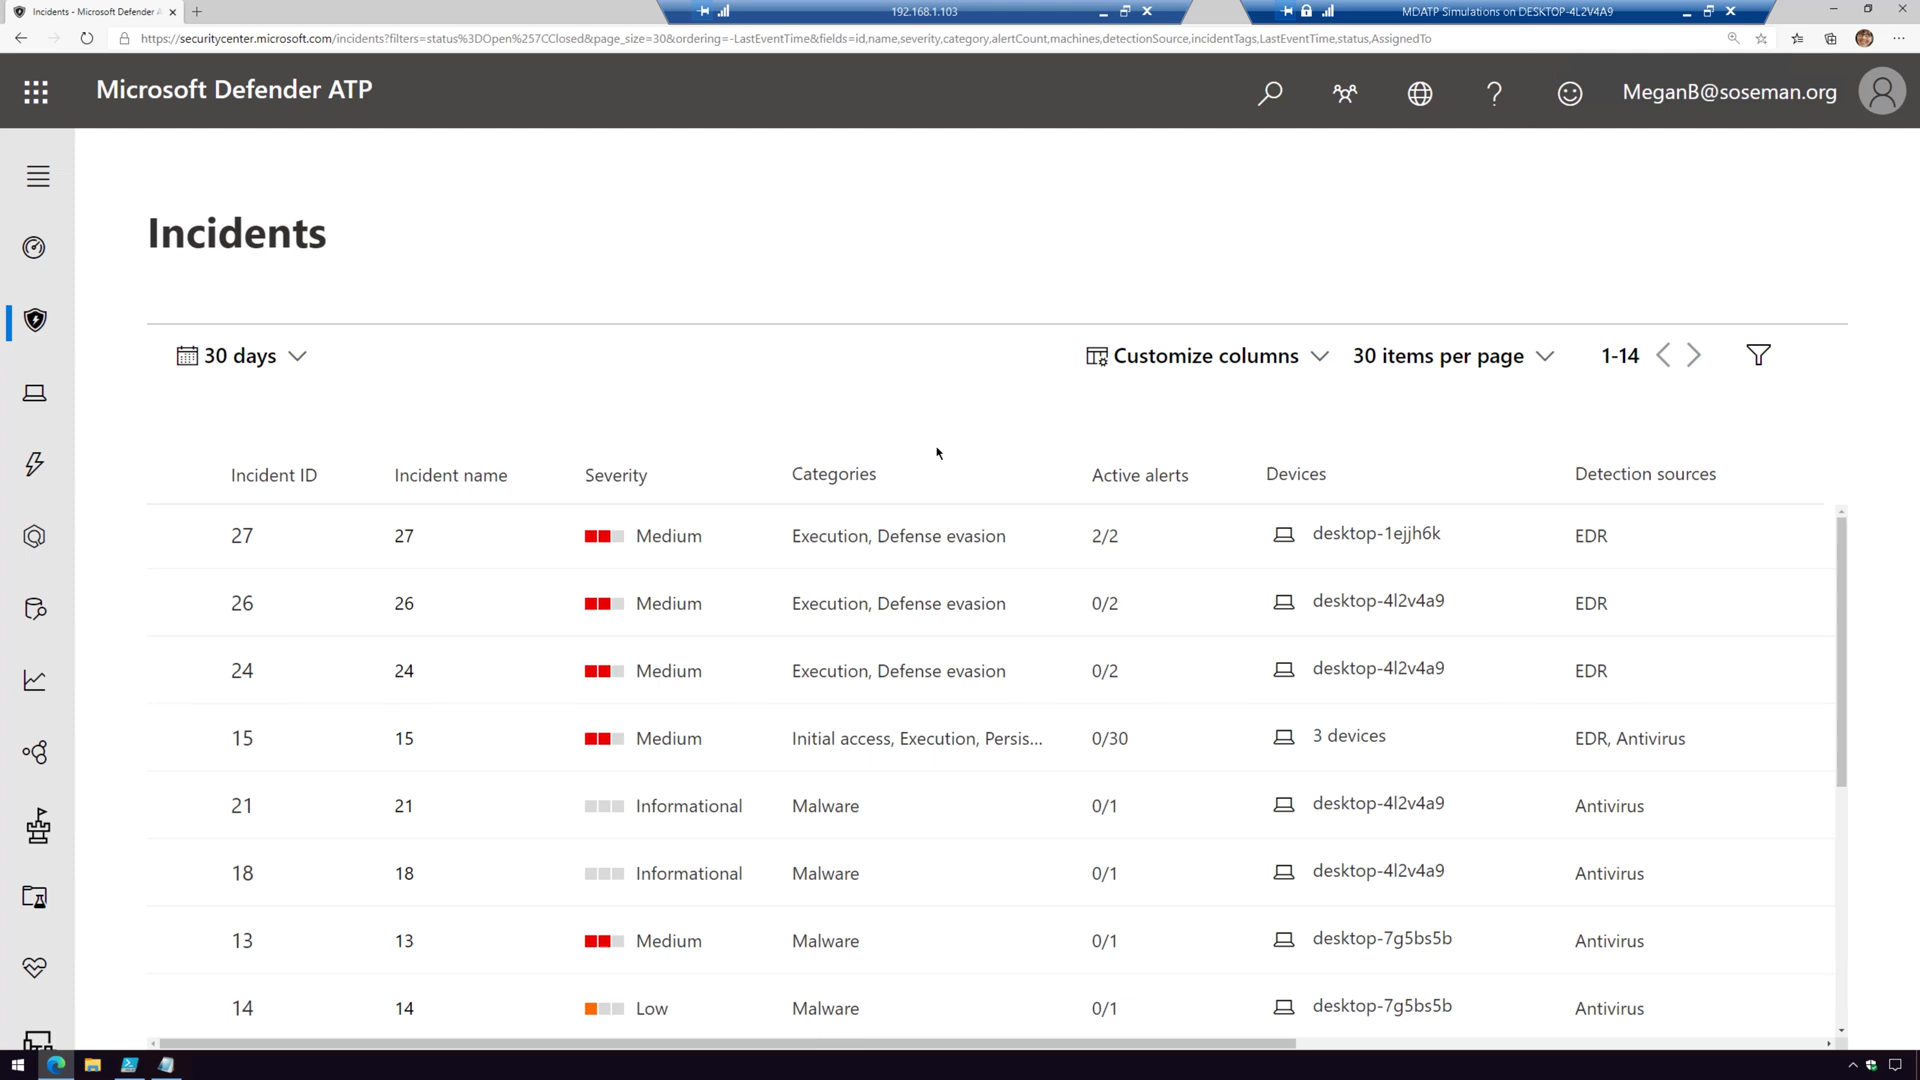 Incidents - Microsoft Defender A
192.168.1.103
MDATP Simulations on DESKTOP-4L2V4A9
https://securitycenter.microsoft.com/incidents?filters=status%3DOpen%257CClosed&page_size=30&ordering=-LastEventTime&fields=id,name,severity,category,alertCount,machines,detectionSource,incidentTags,LastEventTime,status,AssignedTo
Microsoft Defender ATP
MeganB@soseman.org
Incidents
30 days
Customize columns
30 items per page
1-14
Incident ID Incident name Severity Categories Active alerts Devices Detection sources
27 27 Medium Execution, Defense evasion 2/2 desktop-1ejjh6k EDR
26 26 Medium Execution, Defense evasion 0/2 desktop-4l2v4a9 EDR
24 24 Medium Execution, Defense evasion 0/2 desktop-4l2v4a9 EDR
15 15 Medium Initial access, Execution, Persis... 0/30 3 devices EDR, Antivirus
21 21 Informational Malware 0/1 desktop-4l2v4a9 Antivirus
18 18 Informational Malware 0/1 desktop-4l2v4a9 Antivirus
13 13 Medium Malware 0/1 desktop-7g5bs5b Antivirus
14 14 Low Malware 0/1 desktop-7g5bs5b Antivirus